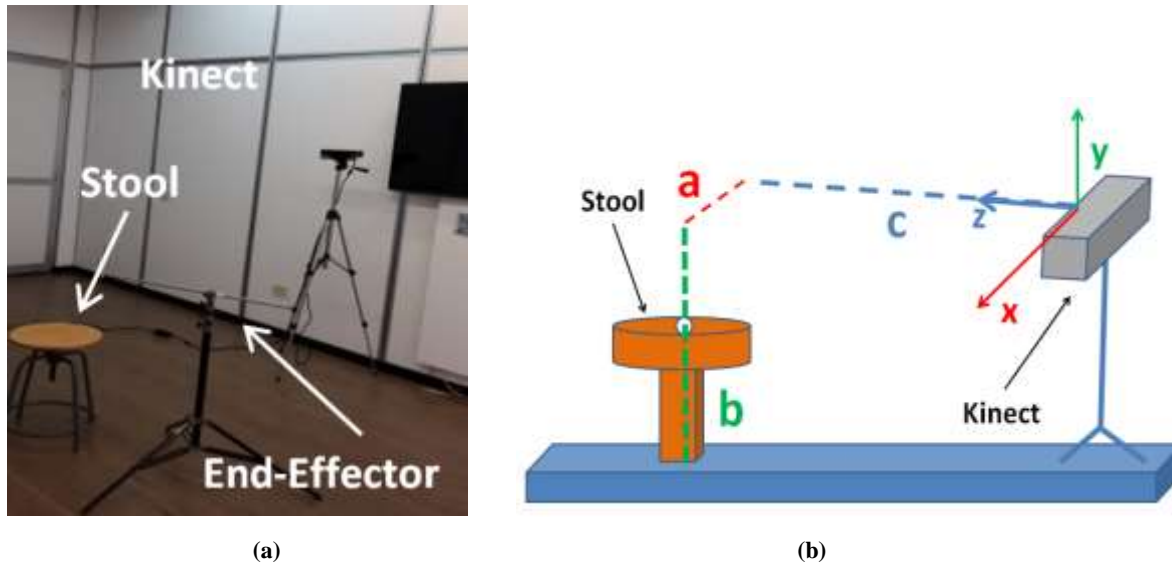 Kinect
Stool
End-Effector
(a)
Stool
a
b
c
z
y
x
Kinect
(b)